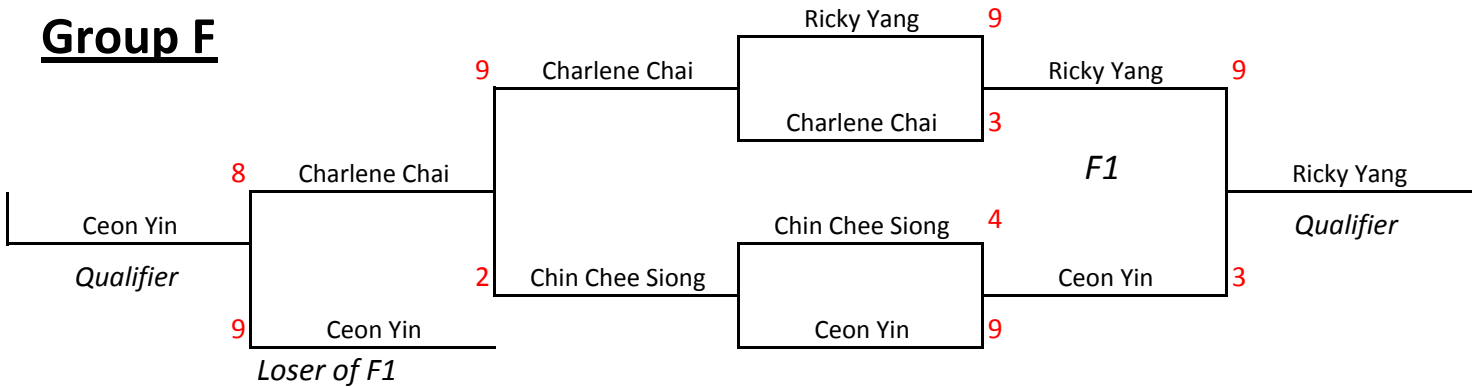 Group F
Ricky Yang 9
9 Charlene Chai Ricky Yang 9
Charlene Chai 3
8 Charlene Chai F1 Ricky Yang
Ceon Yin Chin Chee Siong 4 Qualifier
Qualifier 2 Chin Chee Siong Ceon Yin 3
9 Ceon Yin Ceon Yin 9
Loser of F1